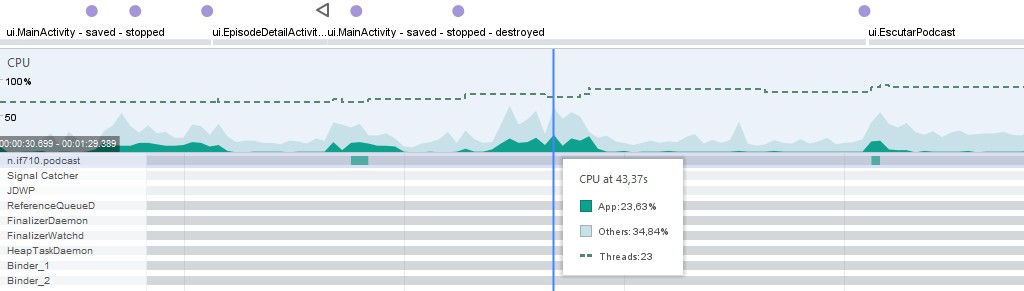 ui.MainActivity - saved - stopped
ui.EpisodeDetailActivit...
ui.MainActivity - saved - stopped - destroyed
ui.EscutarPodcast
CPU
100%
50
00:00:30.699 - 00:01:29.389
n.if710.podcast
Signal Catcher
JDWP
ReferenceQueueD
FinalizerDaemon
FinalizerWatchd
HeapTaskDaemon
Binder_1
Binder_2
CPU at 43,37s
App: 23,63%
Others: 34,84%
Threads: 23